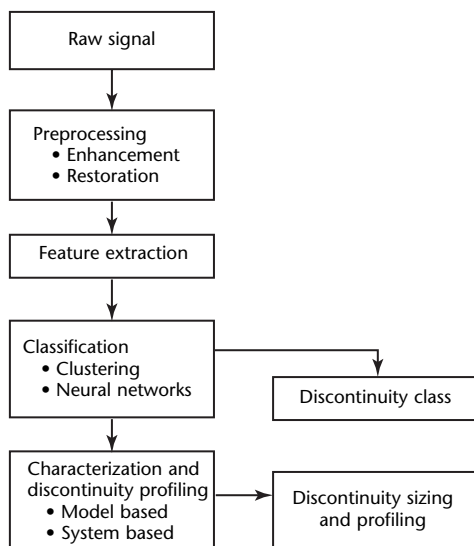 Raw signal
Preprocessing
• Enhancement
• Restoration
Feature extraction
Classification
• Clustering
• Neural networks
Discontinuity class
Characterization and
discontinuity profiling
• Model based
• System based
Discontinuity sizing
and profiling